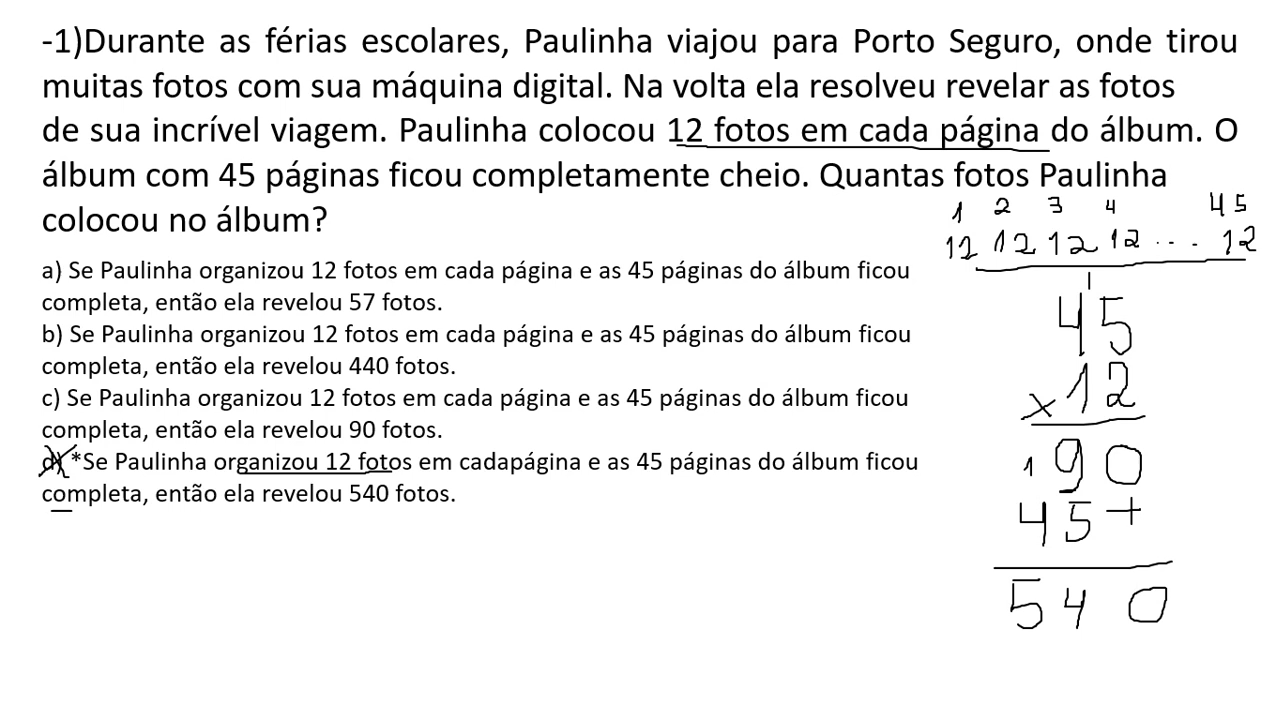 -1)Durante as férias escolares, Paulinha viajou para Porto Seguro, onde tirou
muitas fotos com sua máquina digital. Na volta ela resolveu revelar as fotos
de sua incrível viagem. Paulinha colocou 12 fotos em cada página do álbum. O
álbum com 45 páginas ficou completamente cheio. Quantas fotos Paulinha
colocou no álbum?
1 2 3 4 45
12 12 12 12 ... 12
a) Se Paulinha organizou 12 fotos em cada página e as 45 páginas do álbum ficou
completa, então ela revelou 57 fotos.
b) Se Paulinha organizou 12 fotos em cada página e as 45 páginas do álbum ficou
completa, então ela revelou 440 fotos.
c) Se Paulinha organizou 12 fotos em cada página e as 45 páginas do álbum ficou
completa, então ela revelou 90 fotos.
d) *Se Paulinha organizou 12 fotos em cadapágina e as 45 páginas do álbum ficou
completa, então ela revelou 540 fotos.
1
45
x 12
1 90
45 +
540